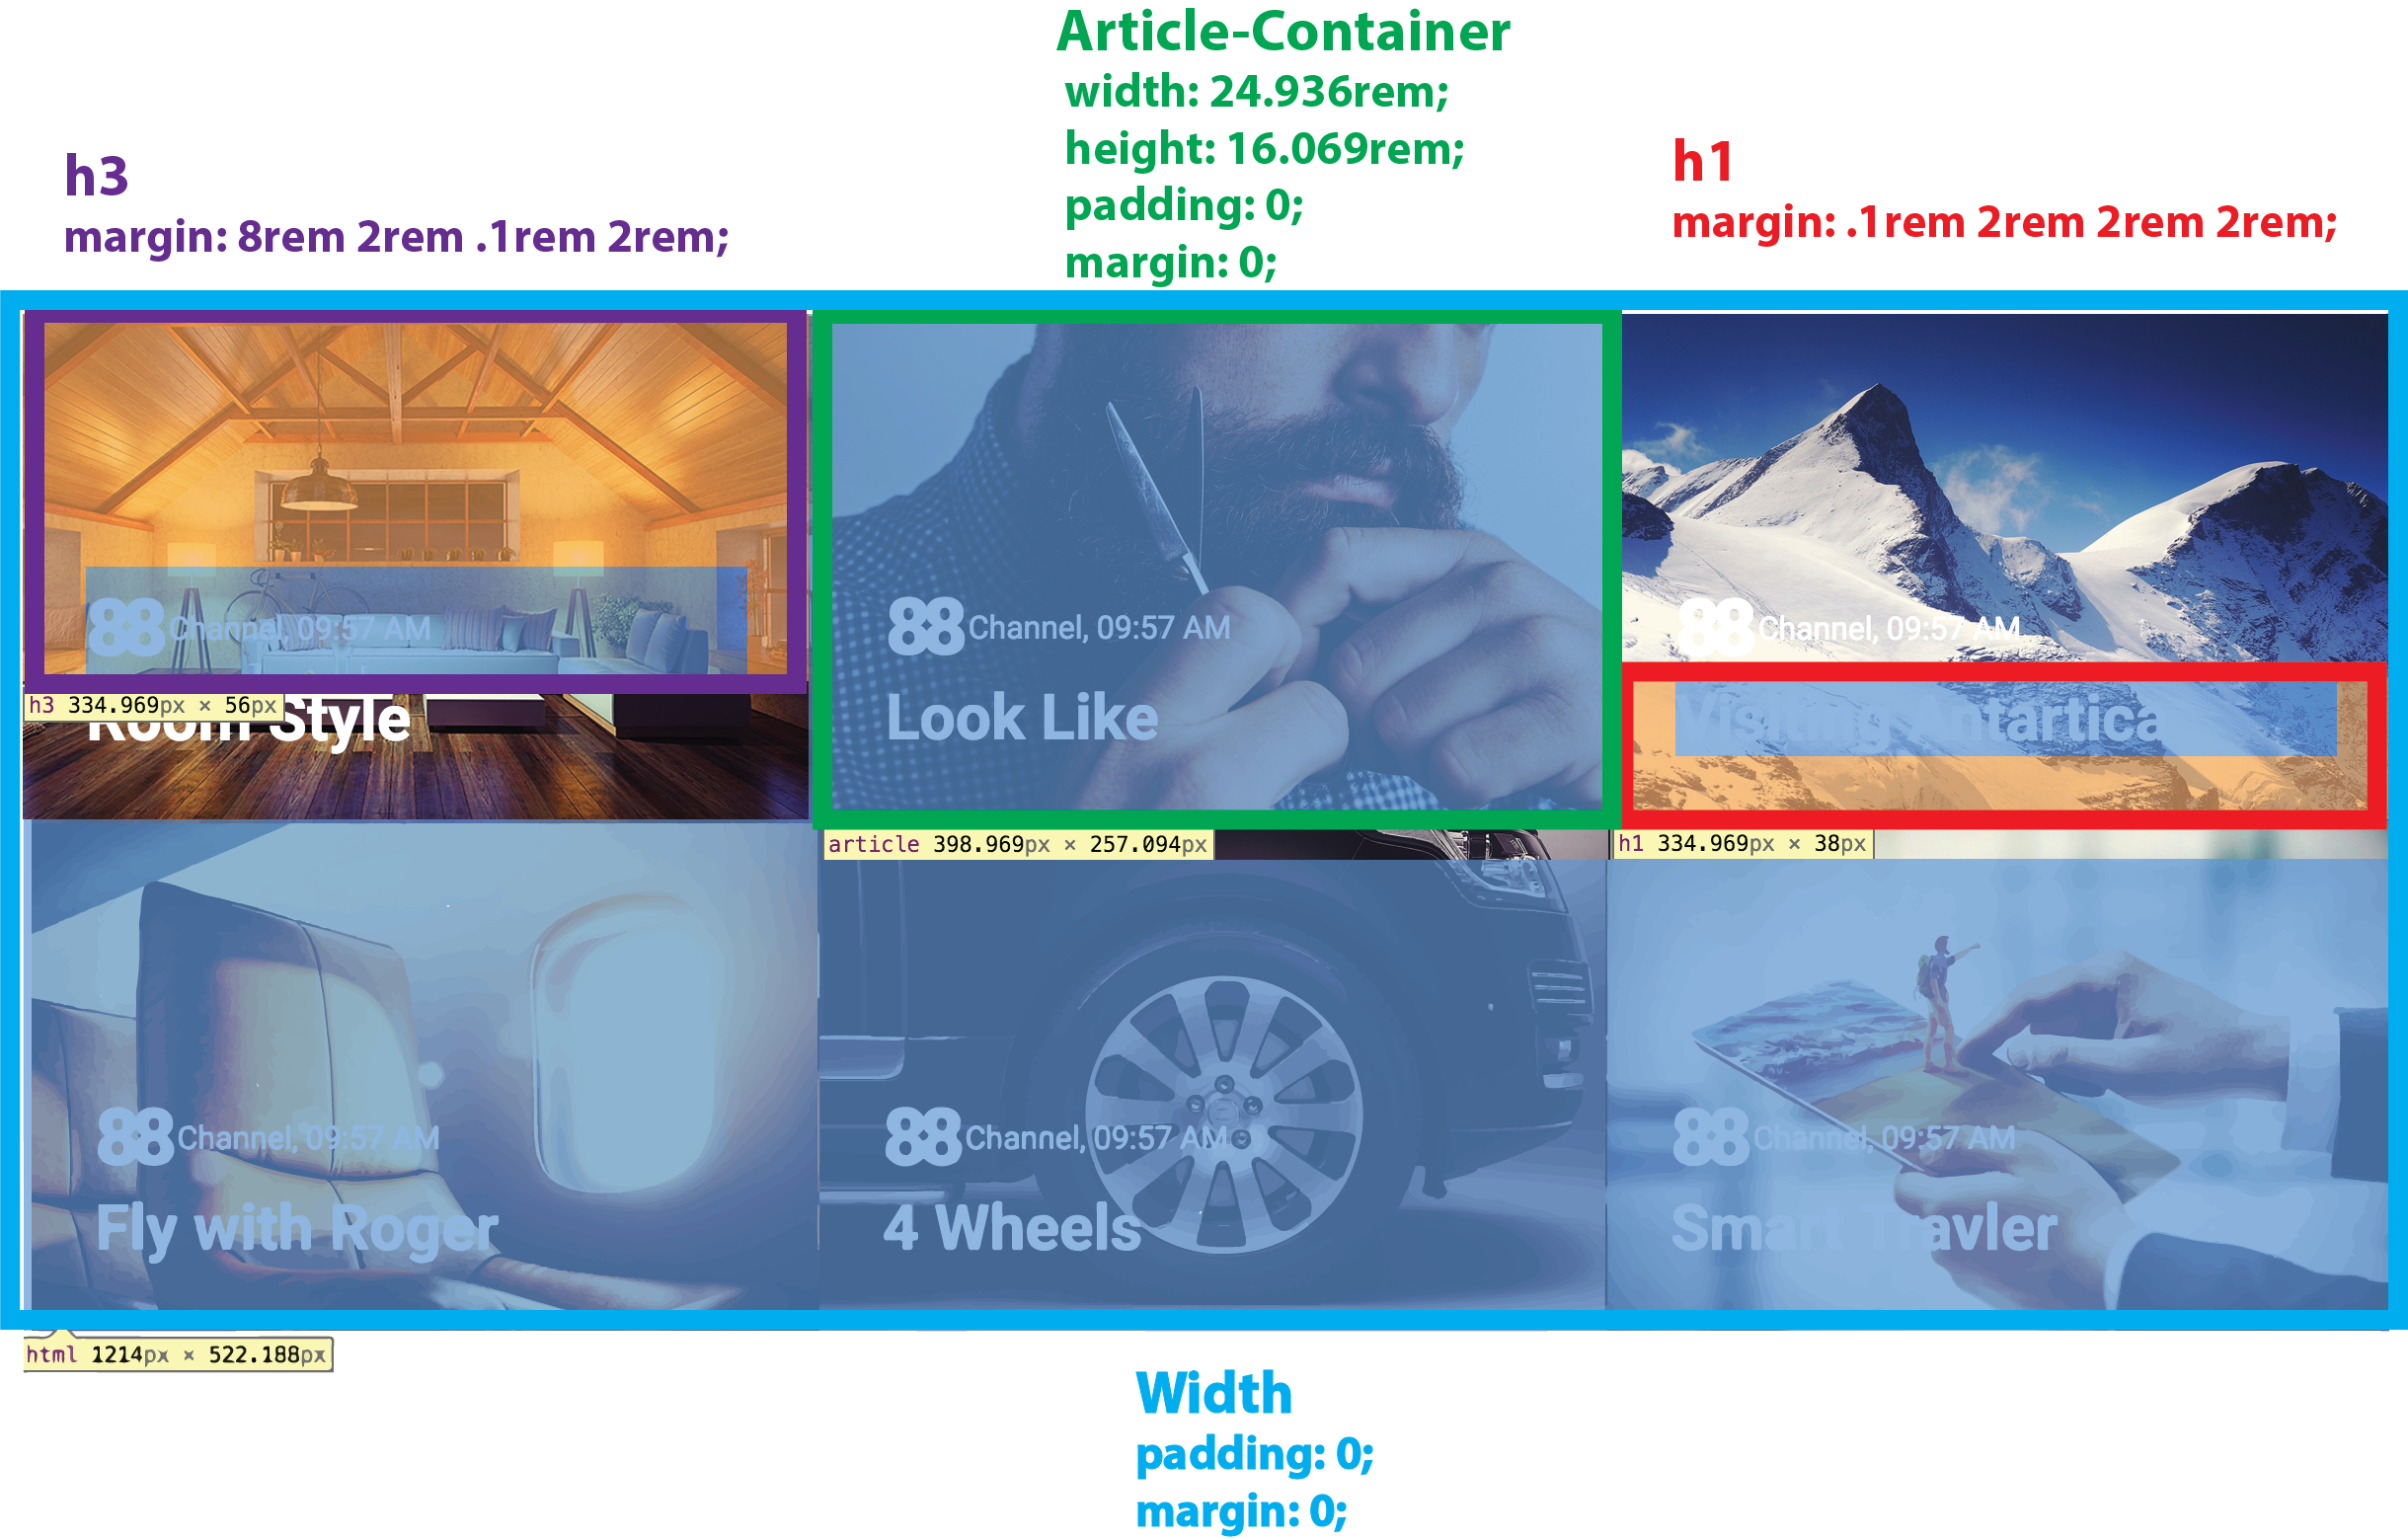 Article-Container
width: 24.936rem;
height: 16.069rem;
padding: 0;
margin: 0;
h3
margin: 8rem 2rem .1rem 2rem;
h1
margin: .1rem 2rem 2rem 2rem;
88 Channel, 09:57 AM
h3 334.969px × 56px
Room Style
88 Channel, 09:57 AM
Look Like
article 398.969px × 257.094px
88 Channel, 09:57 AM
Visiting Antartica
h1 334.969px × 38px
88 Channel, 09:57 AM
Fly with Roger
88 Channel, 09:57 AM
4 Wheels
88 Channel, 09:57 AM
Smart Travler
html 1214px × 522.188px
Width
padding: 0;
margin: 0;